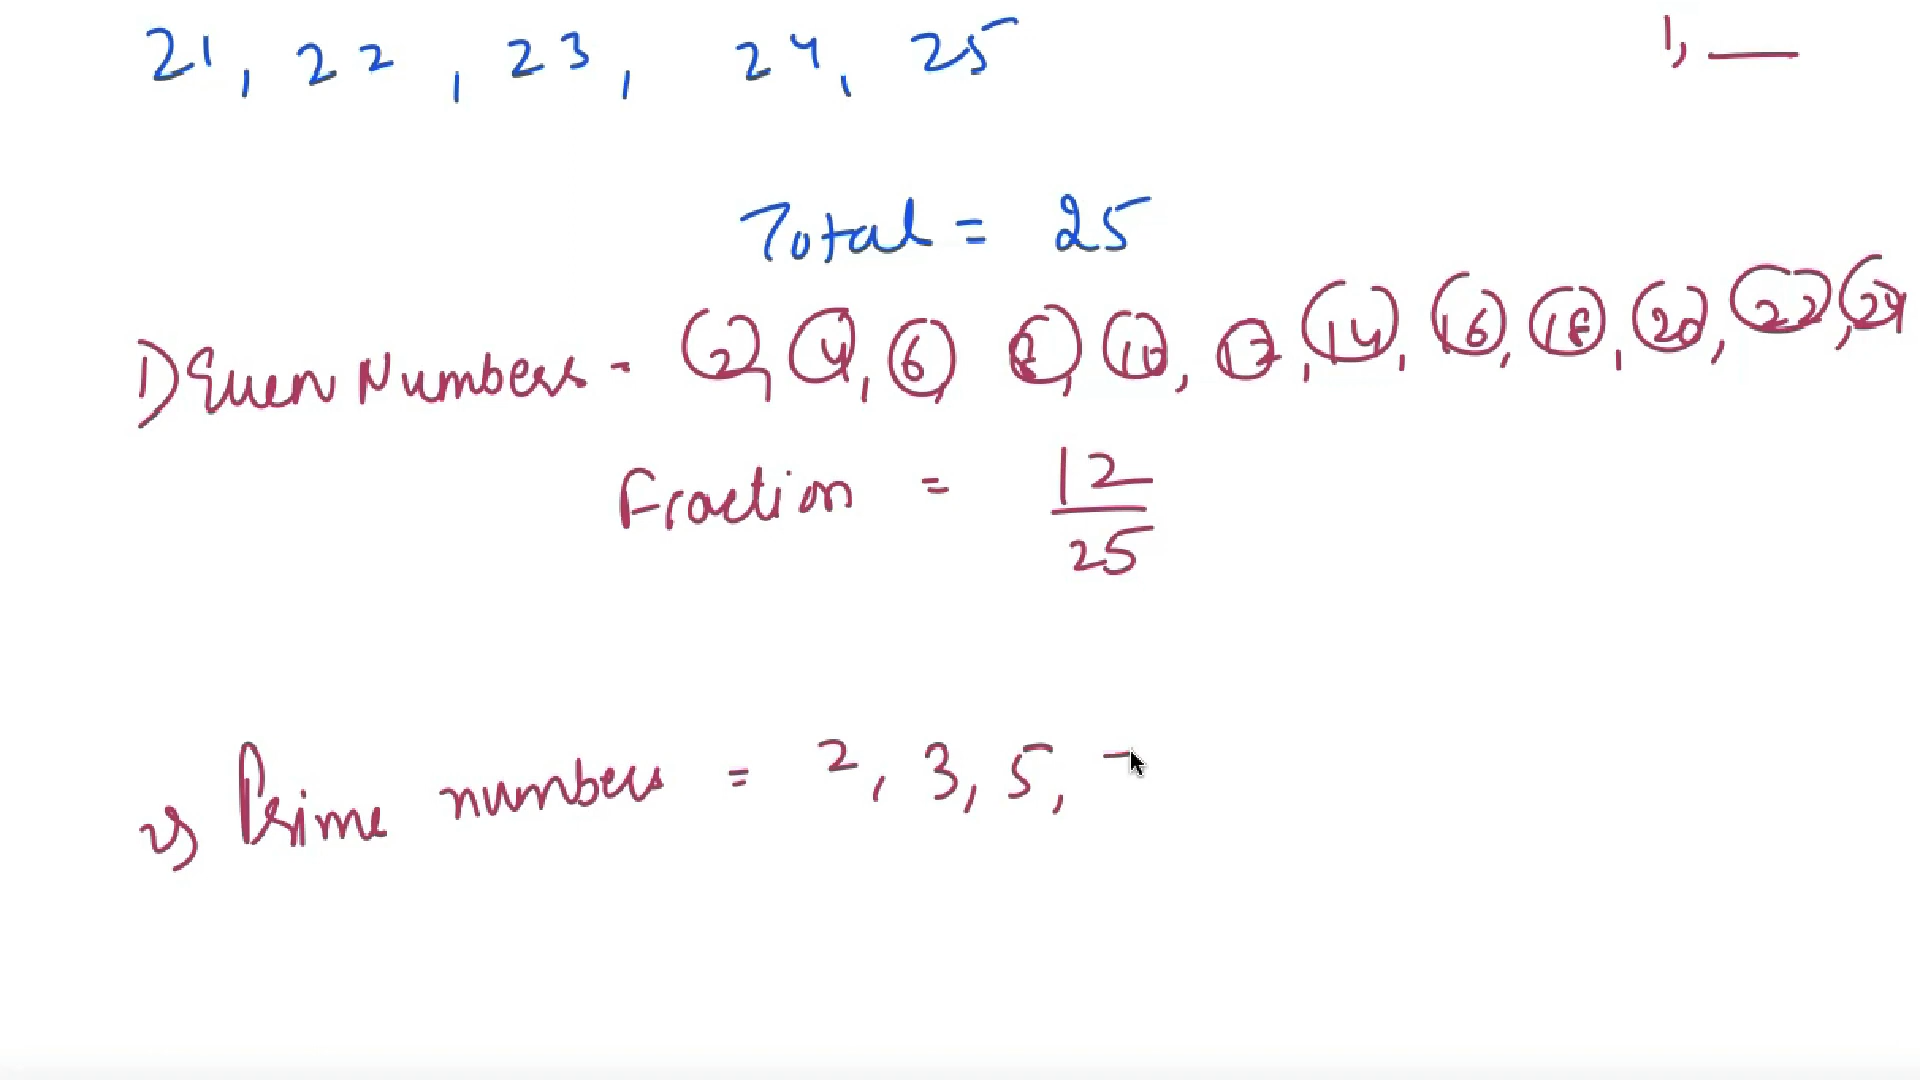 21, 22, 23, 24, 25
1, __
Total = 25
1) Even Numbers - 2, 4, 6, 8, 10, 12, 14, 16, 18, 20, 22, 24
Fraction = 12/25
2) Prime numbers = 2, 3, 5,